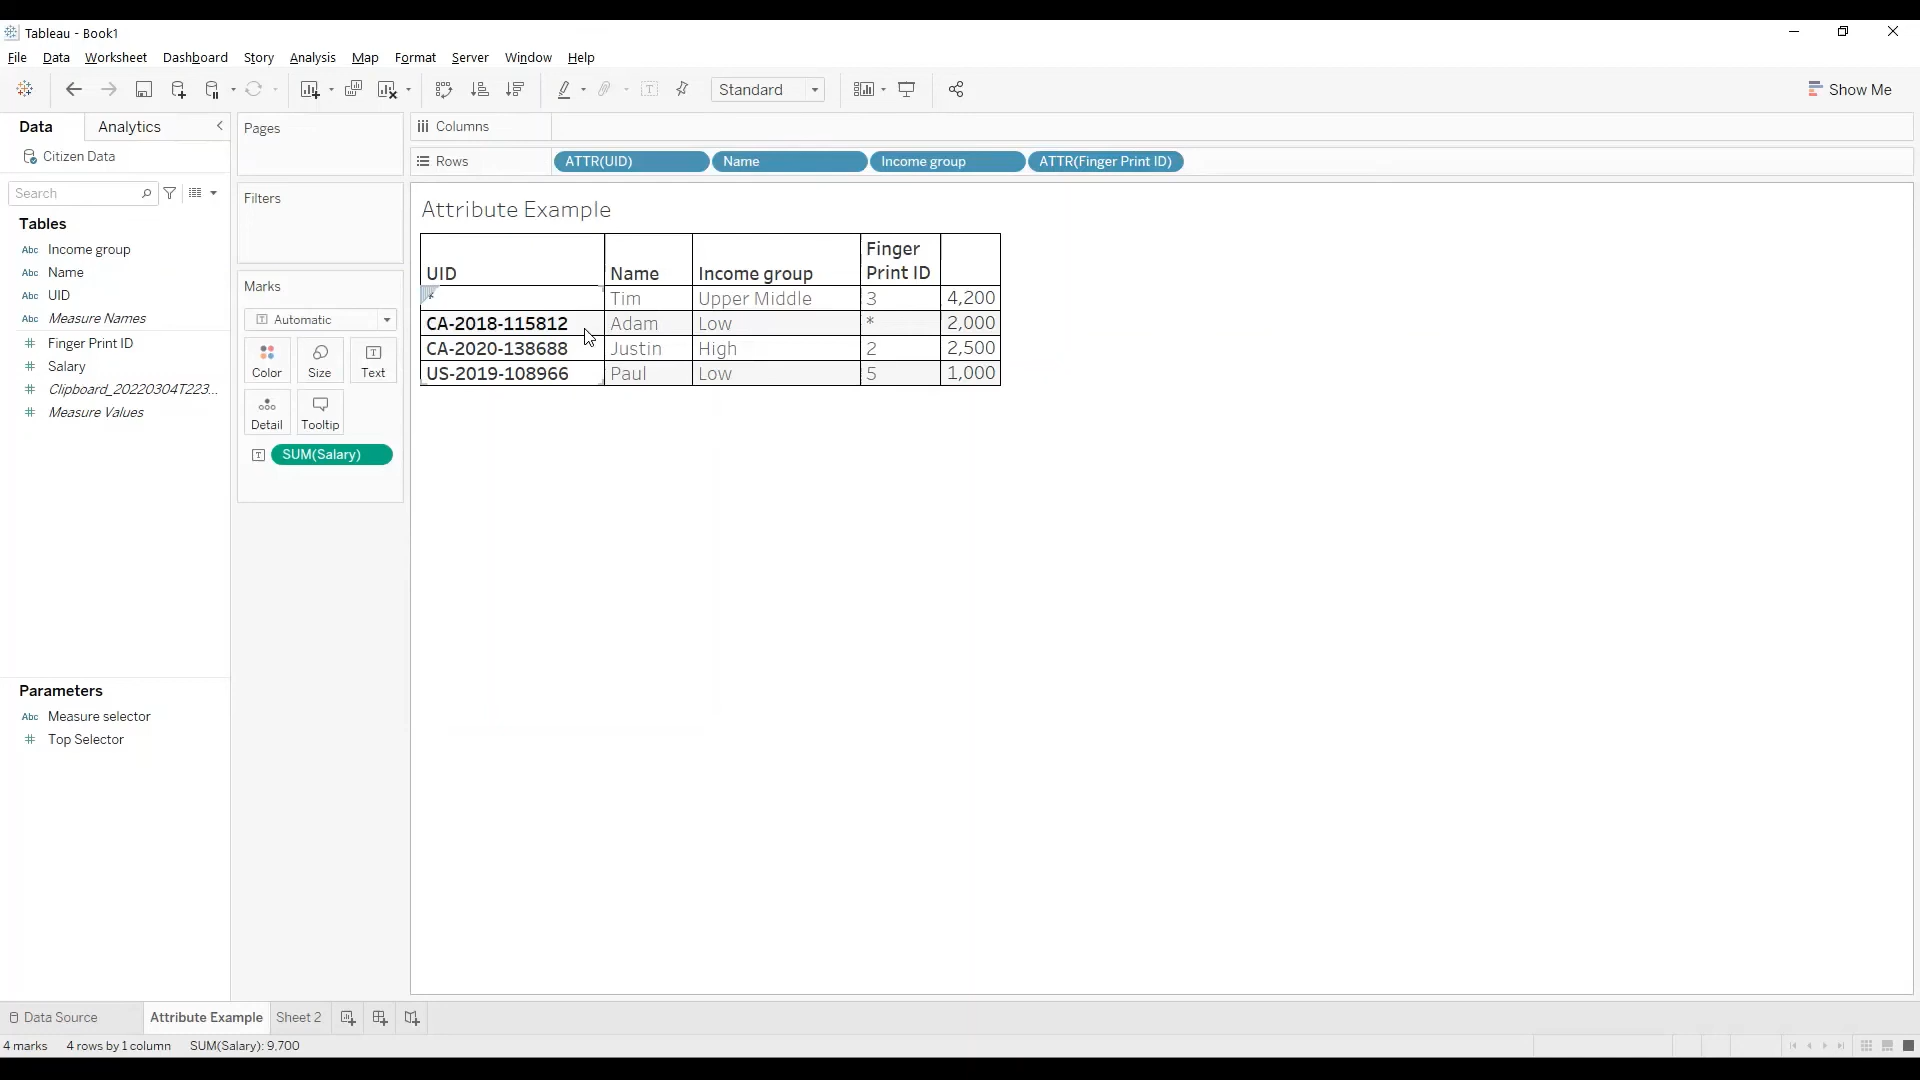 Tableau - Book1
File Data Worksheet Dashboard Story Analysis Map Format Server Window Help
Standard
Show Me
Data Analytics
Citizen Data
Search
Tables
Abc Income group
Abc Name
Abc UID
Abc Measure Names
# Finger Print ID
# Salary
# Clipboard_20220304T223...
# Measure Values
Parameters
Abc Measure selector
# Top Selector
Pages
Filters
Marks
T Automatic
Color Size Text
Detail Tooltip
T SUM(Salary)
Columns
Rows ATTR(UID) Name Income group ATTR(Finger Print ID)
Attribute Example
UID Name Income group Finger Print ID
* Tim Upper Middle 3 4,200
CA-2018-115812 Adam Low * 2,000
CA-2020-138688 Justin High 2 2,500
US-2019-108966 Paul Low 5 1,000
Data Source Attribute Example Sheet 2
4 marks 4 rows by 1 column SUM(Salary): 9,700